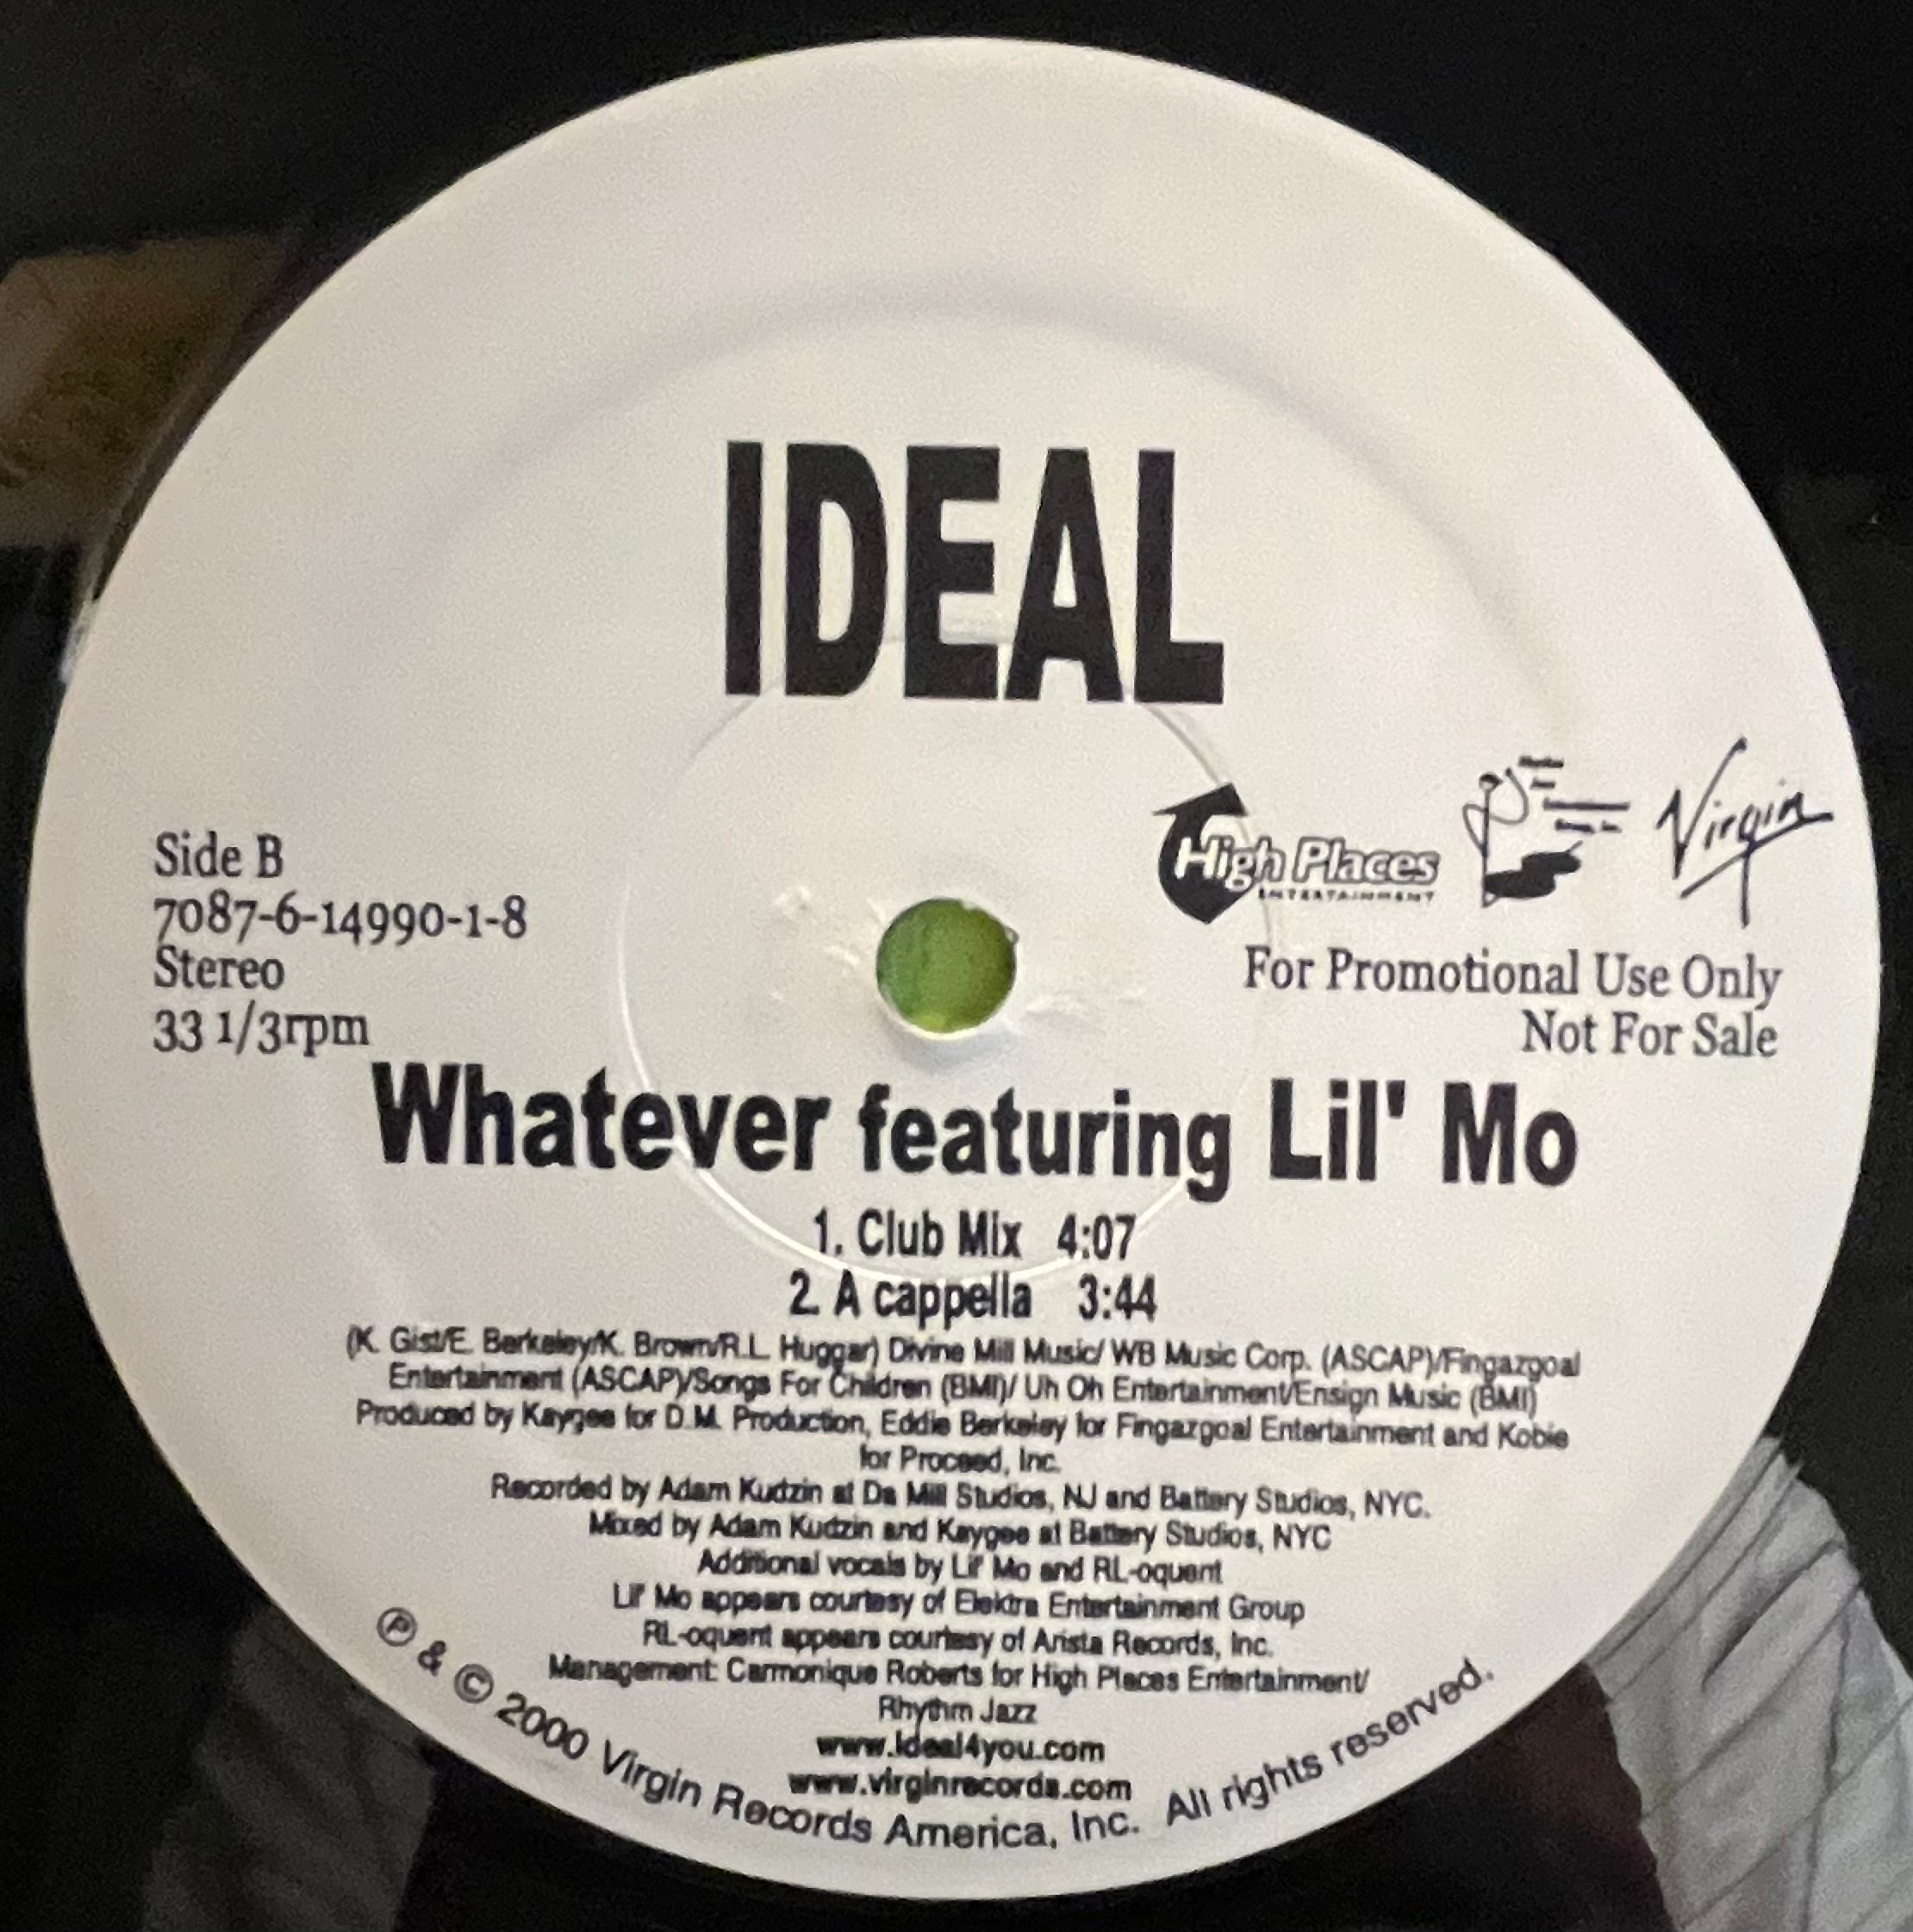 IDEAL
Side B
7087-6-14990-1-8
Stereo
33 1/3rpm
High Places
ENTERTAINMENT
Virgin
For Promotional Use Only
Not For Sale
Whatever featuring Lil' Mo
1. Club Mix 4:07
2. A cappella 3:44
(K. Gist/E. Berkeley/K. Brown/R.L. Huggar) Divine Mill Music/ WB Music Corp. (ASCAP)/Fingazgoal
Entertainment (ASCAP)/Songs For Children (BMI)/ Uh Oh Entertainment/Ensign Music (BMI)
Produced by Kaygee for D.M. Production, Eddie Berkeley for Fingazgoal Entertainment and Kobie
for Proceed, Inc.
Recorded by Adam Kudzin at Da Mill Studios, NJ and Battery Studios, NYC.
Mixed by Adam Kudzin and Kaygee at Battery Studios, NYC
Additional vocals by Lil' Mo and RL-oquent
Lil' Mo appears courtesy of Elektra Entertainment Group
RL-oquent appears courtesy of Arista Records, Inc.
Management: Carmonique Roberts for High Places Entertainment/
Rhythm Jazz
www.Ideal4you.com
www.virginrecords.com
℗ & © 2000 Virgin Records America, Inc. All rights reserved.